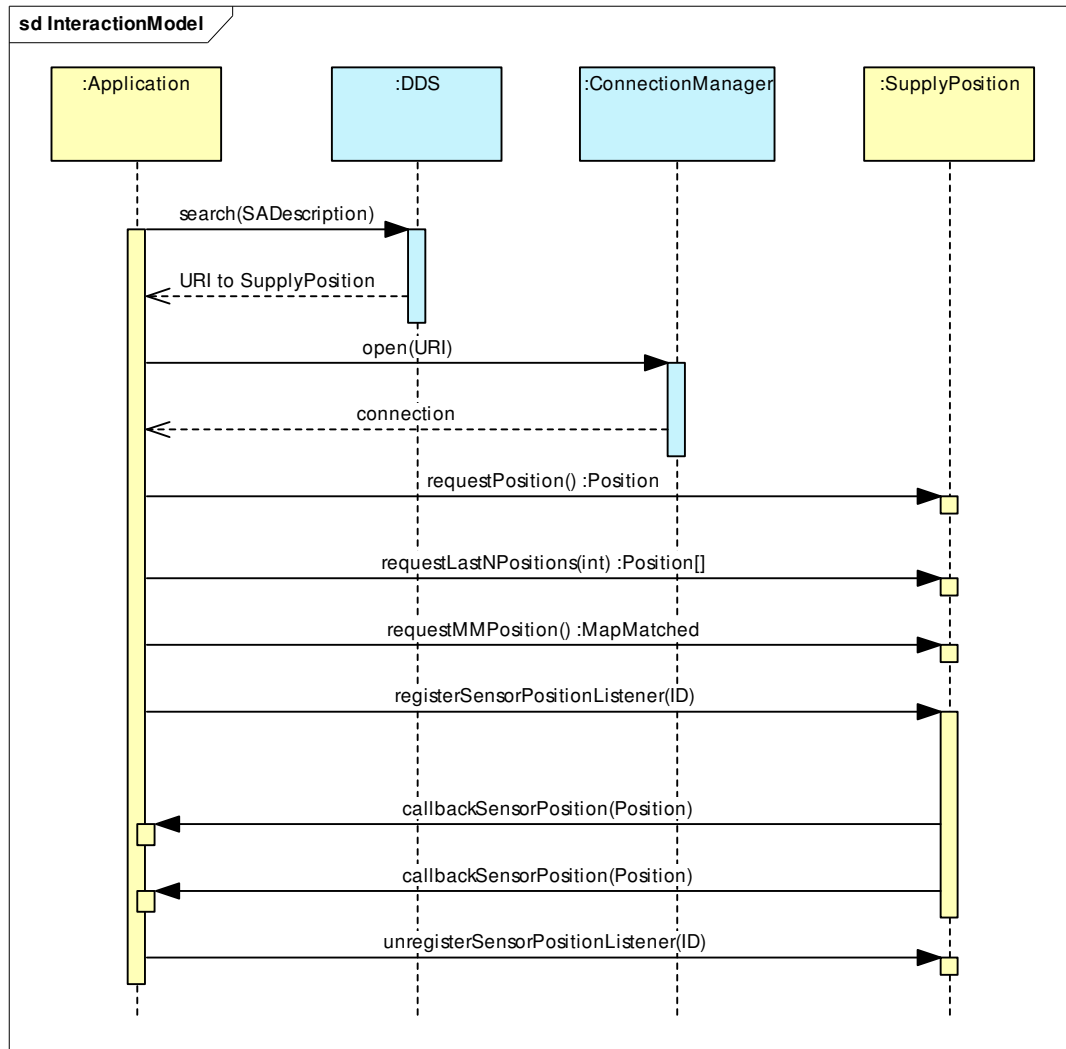 sd InteractionModel
:Application
:DDS
:ConnectionManager
:SupplyPosition
search(SADescription)
URI to SupplyPosition
open(URI)
connection
requestPosition() :Position
requestLastNPositions(int) :Position[]
requestMMPosition() :MapMatched
registerSensorPositionListener(ID)
callbackSensorPosition(Position)
callbackSensorPosition(Position)
unregisterSensorPositionListener(ID)